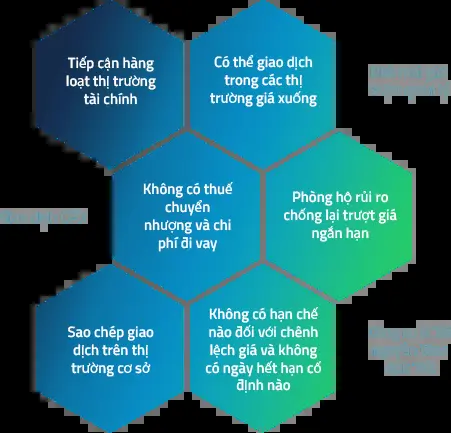 Tiếp cận hàng
loạt thị trường
tài chính
Có thể giao dịch
trong các thị
trường giá xuống
Không có thuế
chuyển
nhượng và chi
phí đi vay
Phòng hộ rủi ro
chống lại trượt giá
ngắn hạn
Sao chép giao
dịch trên thị
trường cơ sở
Không có hạn chế
nào đối với chênh
lệch giá và không
có ngày hết hạn cố
định nào